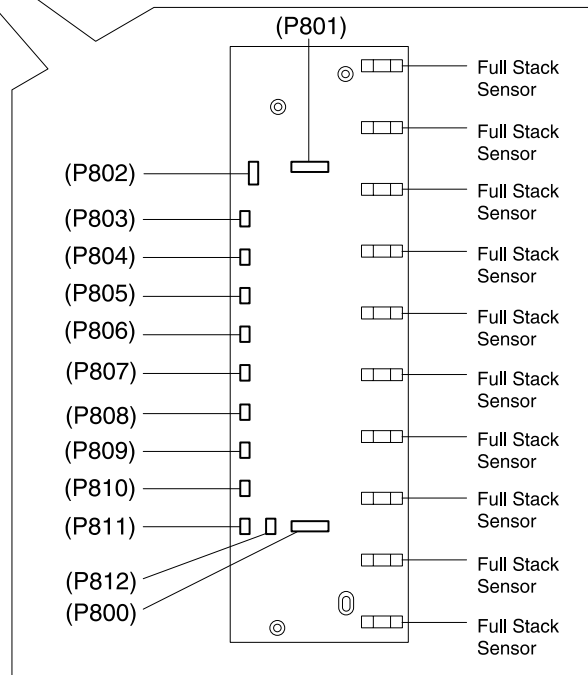 (P801)
Full Stack
Sensor
Full Stack
Sensor
(P802)
Full Stack
Sensor
(P803)
(P804)
Full Stack
Sensor
(P805)
Full Stack
Sensor
(P806)
(P807)
Full Stack
Sensor
(P808)
Full Stack
Sensor
(P809)
(P810)
Full Stack
Sensor
(P811)
Full Stack
Sensor
(P812)
(P800)
Full Stack
Sensor